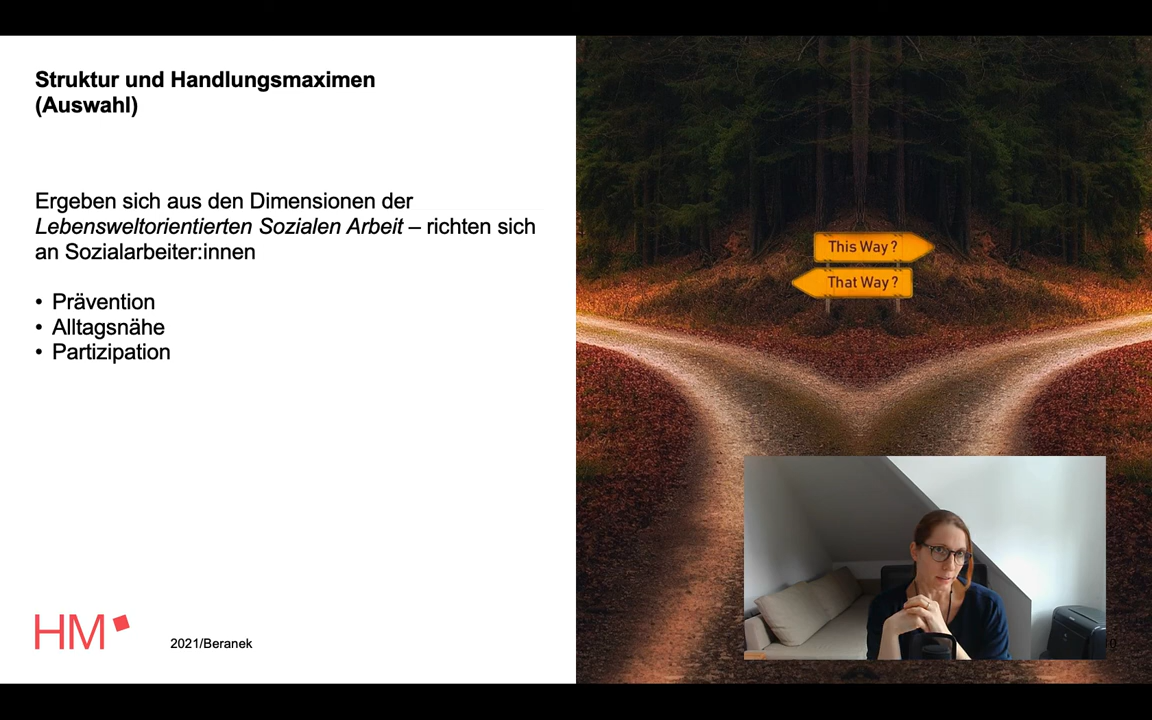 Struktur und Handlungsmaximen
(Auswahl)
Ergeben sich aus den Dimensionen der
Lebensweltorientierten Sozialen Arbeit – richten sich
an Sozialarbeiter:innen
• Prävention
• Alltagsnähe
• Partizipation
This Way ?
That Way ?
HM
2021/Beranek